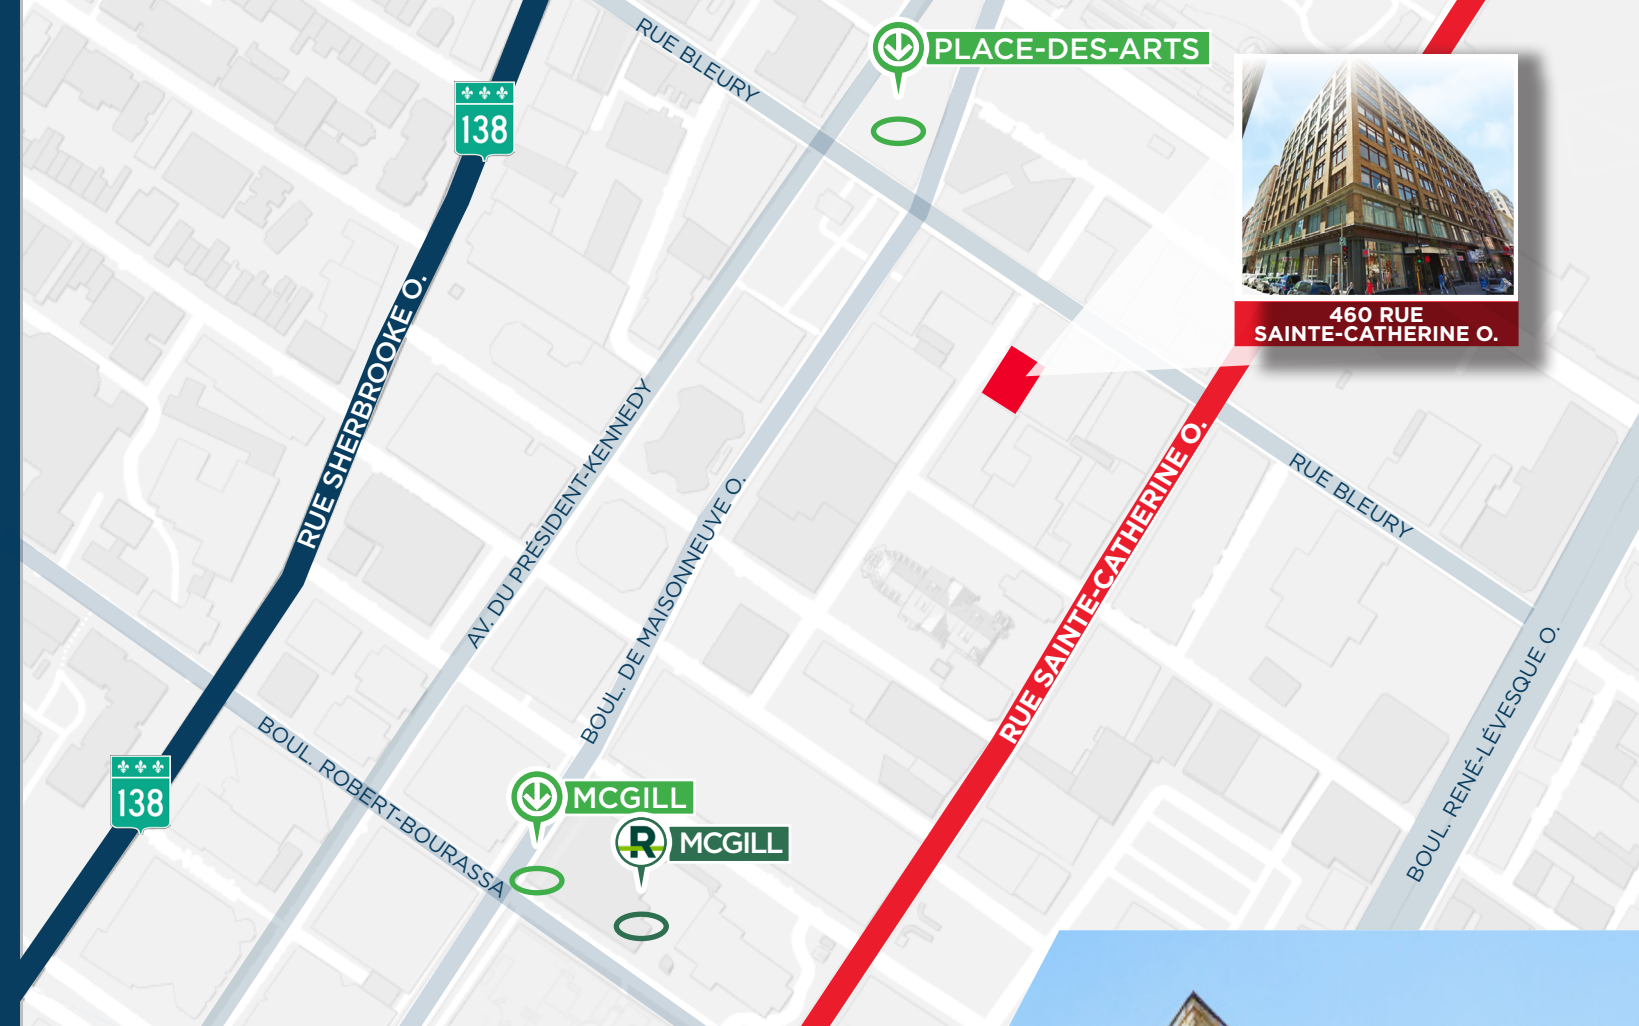 RUE BLEURY
PLACE-DES-ARTS
138
460 RUE
SAINTE-CATHERINE O.
RUE SHERBROOKE O.
AV. DU PRÉSIDENT-KENNEDY
BOUL. DE MAISONNEUVE O.
RUE SAINTE-CATHERINE O.
RUE BLEURY
BOUL. RENÉ-LÉVESQUE O.
BOUL. ROBERT-BOURASSA
138
MCGILL
R
MCGILL